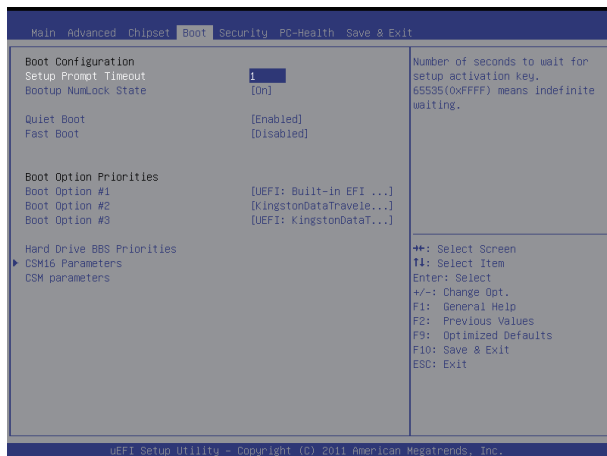 Main Advanced Chipset Boot Security PC-Health Save & Exit
Boot Configuration
Setup Prompt Timeout 1
Bootup NumLock State [On]
Quiet Boot [Enabled]
Fast Boot [Disabled]
Boot Option Priorities
Boot Option #1 [UEFI: Built-in EFI ...]
Boot Option #2 [KingstonDataTravele...]
Boot Option #3 [UEFI: KingstonDataT...]
Hard Drive BBS Priorities
CSM16 Parameters
CSM parameters
Number of seconds to wait for
setup activation key.
65535(0xFFFF) means indefinite
waiting.
→←: Select Screen
↑↓: Select Item
Enter: Select
+/-: Change Opt.
F1: General Help
F2: Previous Values
F9: Optimized Defaults
F10: Save & Exit
ESC: Exit
uEFI Setup Utility - Copyright (C) 2011 American Megatrends, Inc.